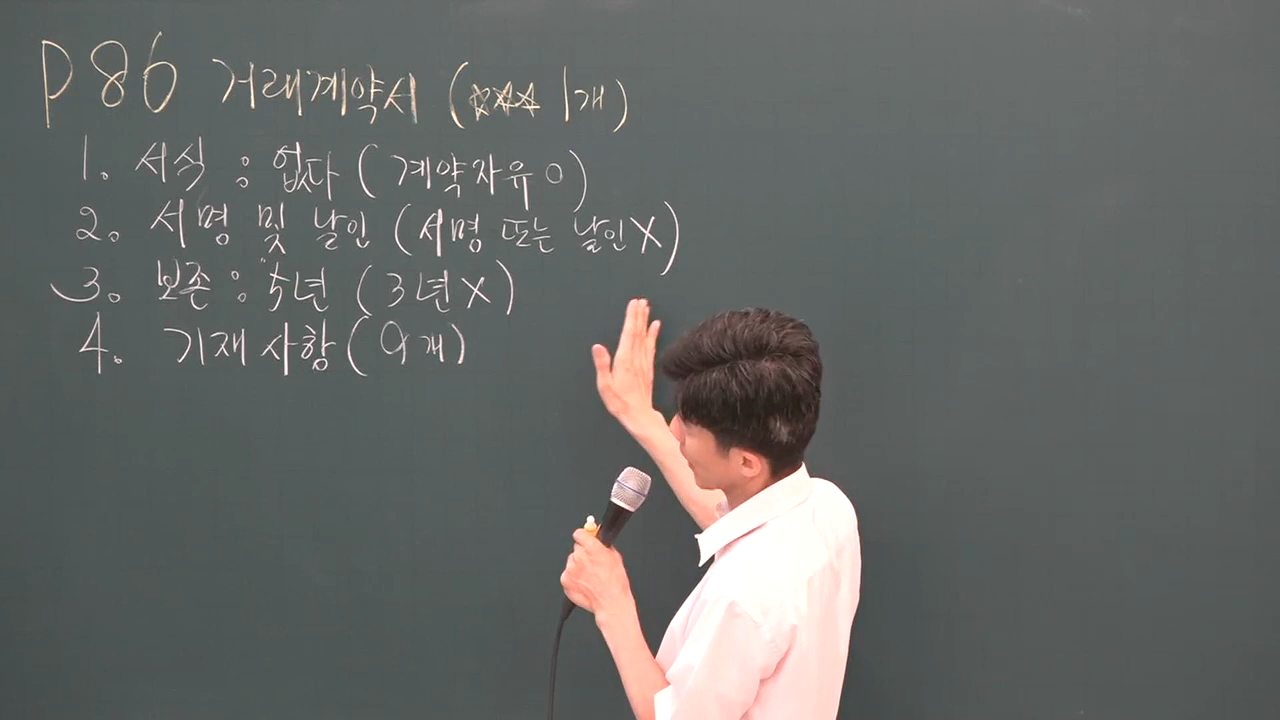 P86 거래계약서 (☆☆☆ 1개)
1. 서식 : 없다 (계약자유 O)
2. 서명 및 날인 (서명 또는 날인 X)
3. 보존 : 5년 (3년 X)
4. 기재사항 (9개)